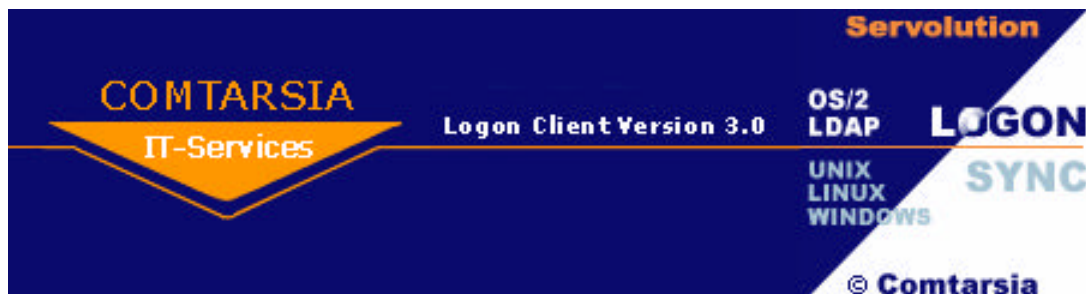 Servolution
COMTARSIA
IT-Services
Logon Client Version 3.0
OS/2
LDAP
LOGON
UNIX
LINUX
WINDOWS
SYNC
© Comtarsia